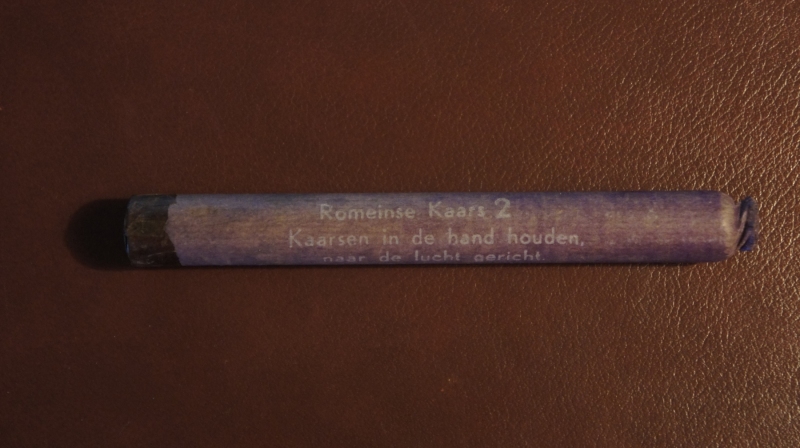 Romeinse Kaars 2
Kaarsen in de hand houden,
naar de lucht gericht.